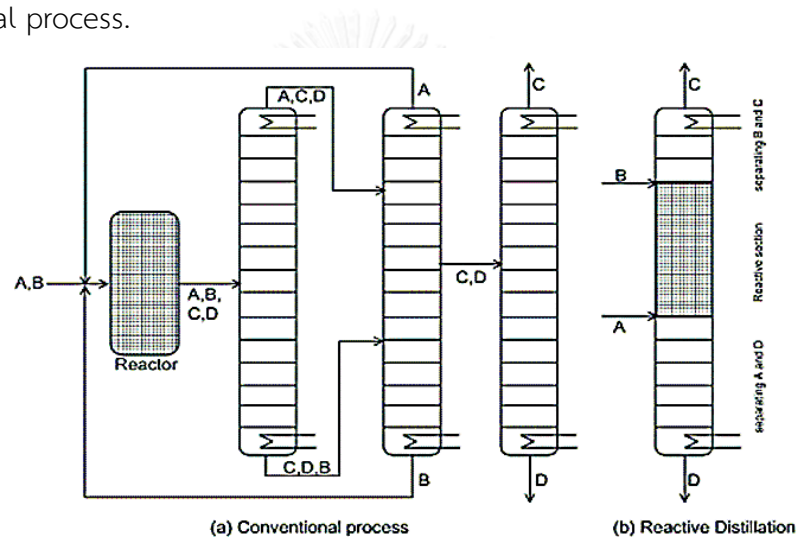 al process.
A
A,C,D
C
C
separating B and C
B
Reactive section
A,B
A,B,
C,D
C,D
A
Reactor
separating A and D
C,D,B
B
D
D
(a) Conventional process
(b) Reactive Distillation